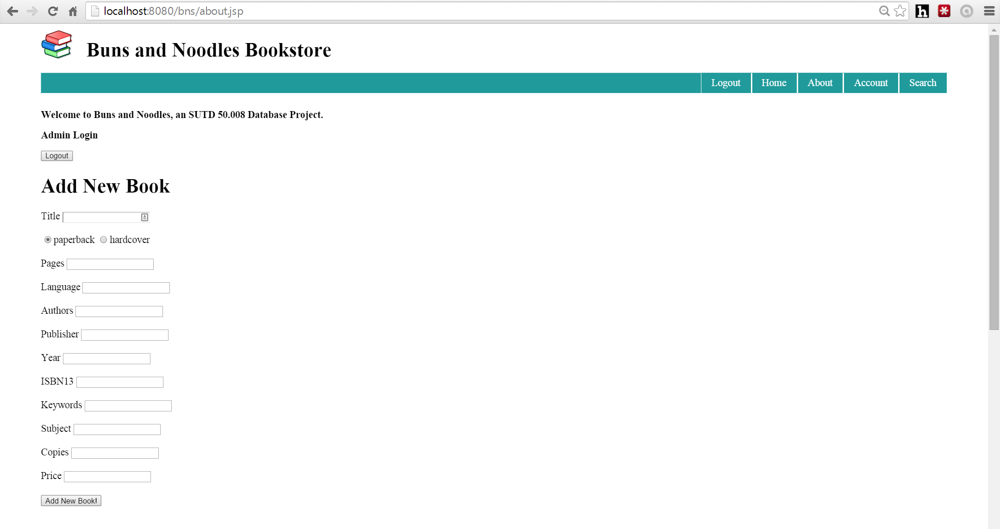 localhost:8080/bns/about.jsp
Buns and Noodles Bookstore
Logout Home About Account Search
Welcome to Buns and Noodles, an SUTD 50.008 Database Project.
Admin Login
Logout
Add New Book
Title
paperback hardcover
Pages
Language
Authors
Publisher
Year
ISBN13
Keywords
Subject
Copies
Price
Add New Book!